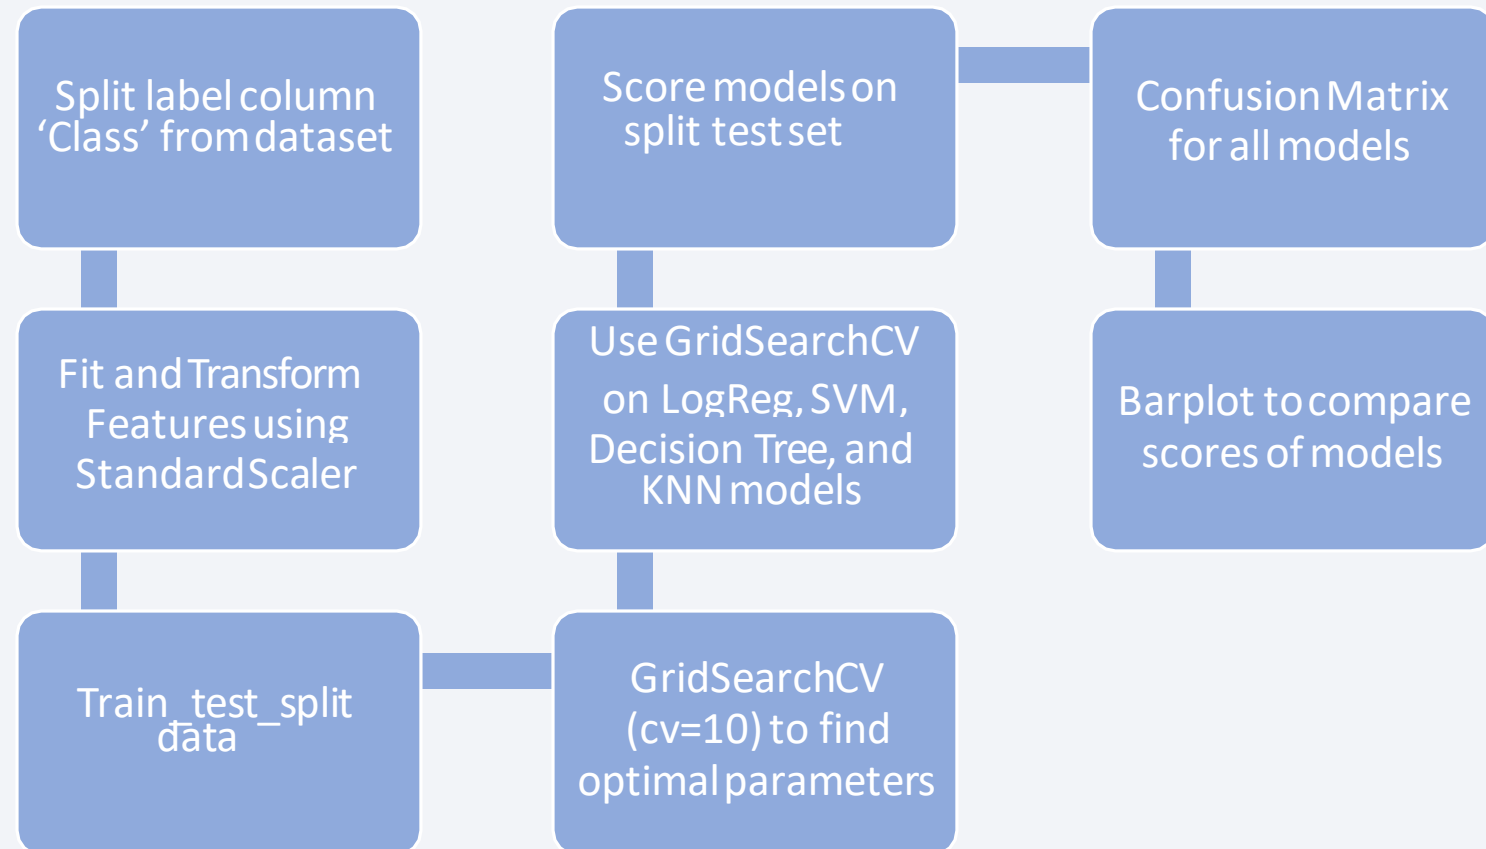 Split label column
‘Class’ from dataset
Fit and Transform
Features using
Standard Scaler
Train_test_split
data
GridSearchCV
(cv=10) to find
optimal parameters
Use GridSearchCV
on LogReg, SVM,
Decision Tree, and
KNN models
Score models on
split test set
Confusion Matrix
for all models
Barplot to compare
scores of models